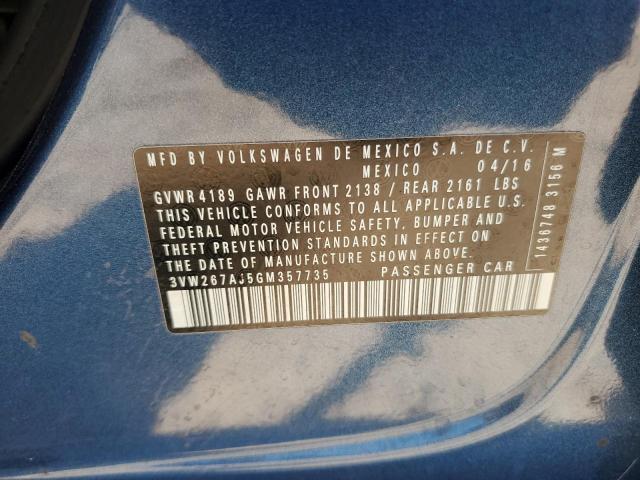 MFD BY VOLKSWAGEN DE MEXICO S.A. DE C.V.
MEXICO 04/16
GVWR 4189 GAWR FRONT 2138 / REAR 2161 LBS
THIS VEHICLE CONFORMS TO ALL APPLICABLE U.S.
FEDERAL MOTOR VEHICLE SAFETY, BUMPER AND
THEFT PREVENTION STANDARDS IN EFFECT ON
THE DATE OF MANUFACTURE SHOWN ABOVE.
3VW267AJ5GM357735 PASSENGER CAR
1436748 3156 M